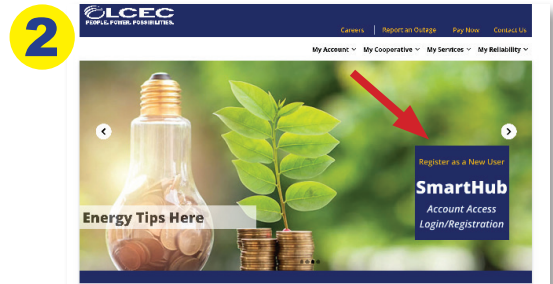 2
LCEC
PEOPLE. POWER. POSSIBILITIES.
Careers | Report an Outage Pay Now Contact Us
My Account My Cooperative My Services My Reliability
Register as a New User
SmartHub
Account Access
Login/Registration
Energy Tips Here